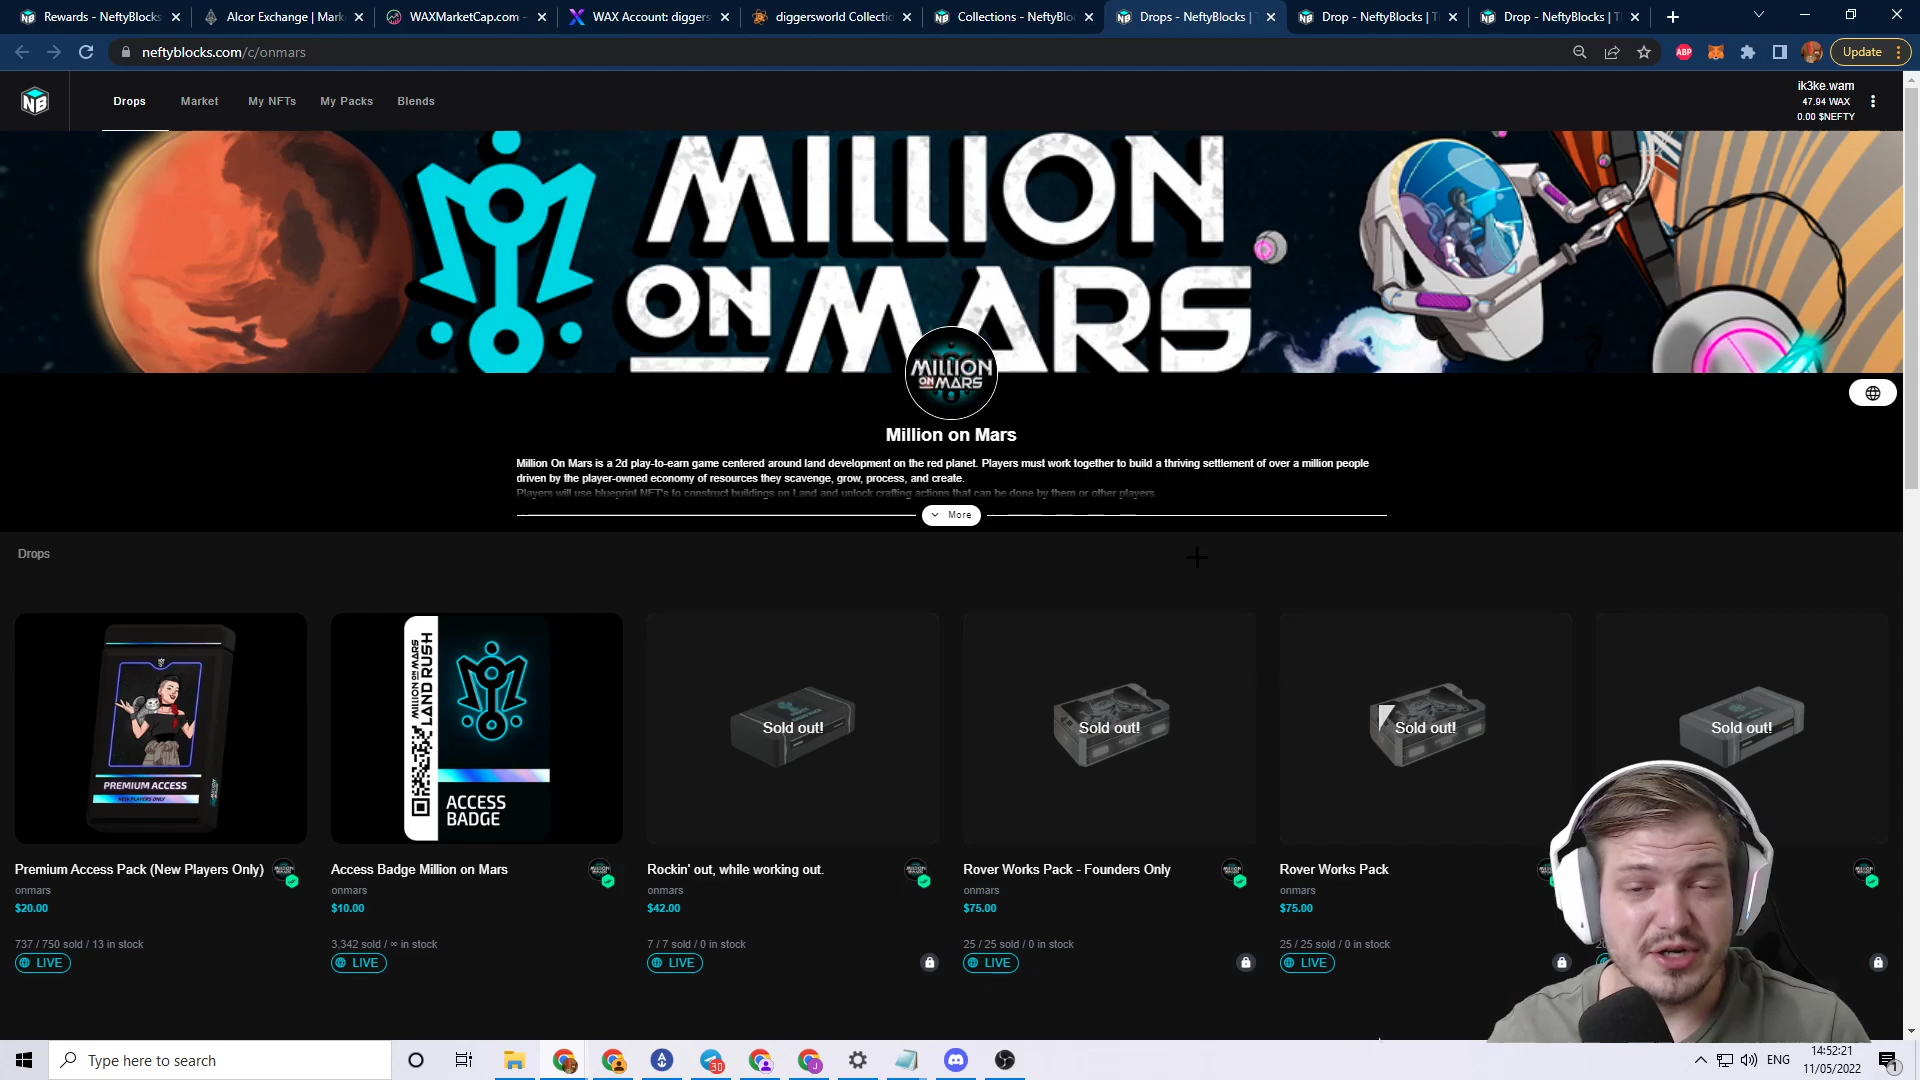 Rewards - NeftyBlocks
Alcor Exchange | Mark
WAXMarketCap.com -
WAX Account: diggers
diggersworld Collectio
Collections - NeftyBlo
Drops - NeftyBlocks |
Drop - NeftyBlocks | T
Drop - NeftyBlocks | T
neftyblocks.com/c/onmars
ABP
Update
NB
Drops
Market
My NFTs
My Packs
Blends
ik3ke.wam
47.94 WAX
0.00 $NEFTY
MILLION
ON MARS
MILLION
ON MARS
Million on Mars
Million On Mars is a 2d play-to-earn game centered around land development on the red planet. Players must work together to build a thriving settlement of over a million people
driven by the player-owned economy of resources they scavenge, grow, process, and create.
Players will use blueprint NFT's to construct buildings on Land and unlock crafting actions that can be done by them or other players.
More
Drops
PREMIUM ACCESS
NEW PLAYERS ONLY
MILLION ON MARS
LAND RUSH
ACCESS
BADGE
Sold out!
Sold out!
Sold out!
Sold out!
Premium Access Pack (New Players Only)
onmars
$20.00
737 / 750 sold / 13 in stock
LIVE
Access Badge Million on Mars
onmars
$10.00
3,342 sold / ∞ in stock
LIVE
Rockin' out, while working out.
onmars
$42.00
7 / 7 sold / 0 in stock
LIVE
Rover Works Pack - Founders Only
onmars
$75.00
25 / 25 sold / 0 in stock
LIVE
Rover Works Pack
onmars
$75.00
25 / 25 sold / 0 in stock
LIVE
Type here to search
30
ENG
14:52:21
11/05/2022
1